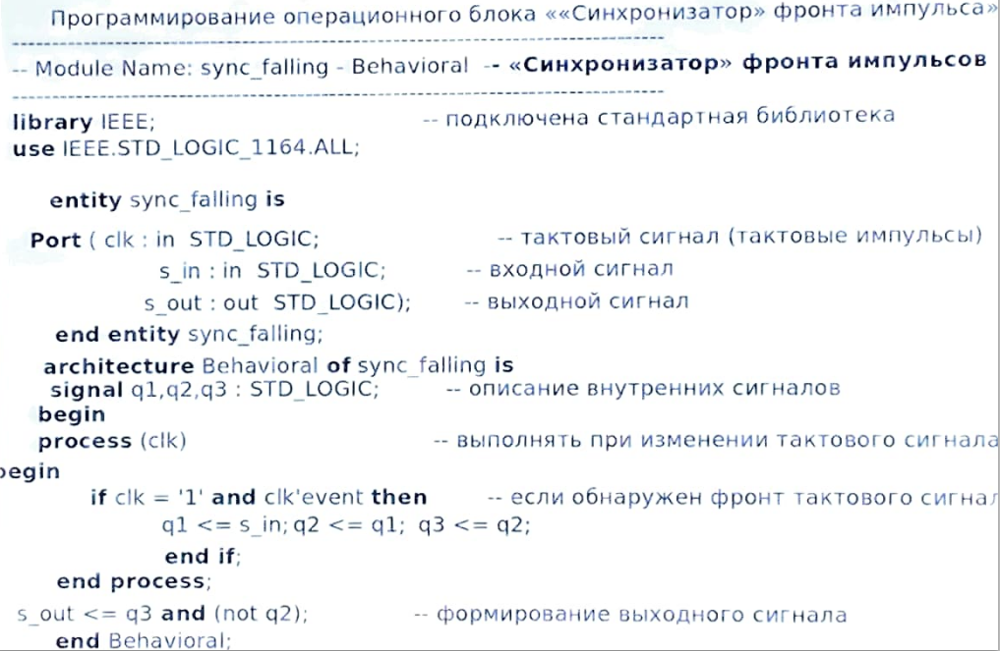 Программирование операционного блока ««Синхронизатор» фронта импульса»
--------------------------------------------------------------------------------
-- Module Name: sync_falling - Behavioral -- «Синхронизатор» фронта импульсов
--------------------------------------------------------------------------------
library IEEE; -- подключена стандартная библиотека
use IEEE.STD_LOGIC_1164.ALL;
entity sync_falling is
Port ( clk : in STD_LOGIC; -- тактовый сигнал (тактовые импульсы)
s_in : in STD_LOGIC; -- входной сигнал
s_out : out STD_LOGIC); -- выходной сигнал
end entity sync_falling;
architecture Behavioral of sync_falling is
signal q1,q2,q3 : STD_LOGIC; -- описание внутренних сигналов
begin
process (clk) -- выполнять при изменении тактового сигнала
begin
if clk = '1' and clk'event then -- если обнаружен фронт тактового сигнал
q1 <= s_in; q2 <= q1; q3 <= q2;
end if;
end process;
s_out <= q3 and (not q2); -- формирование выходного сигнала
end Behavioral;